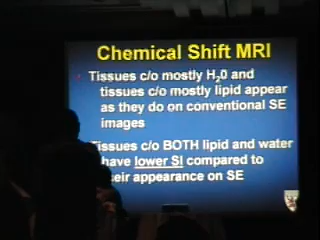 Chemical Shift MRI
Tissues c/o mostly H₂0 and
tissues c/o mostly lipid appear
as they do on conventional SE
images
Tissues c/o BOTH lipid and water
have lower SI compared to
their appearance on SE